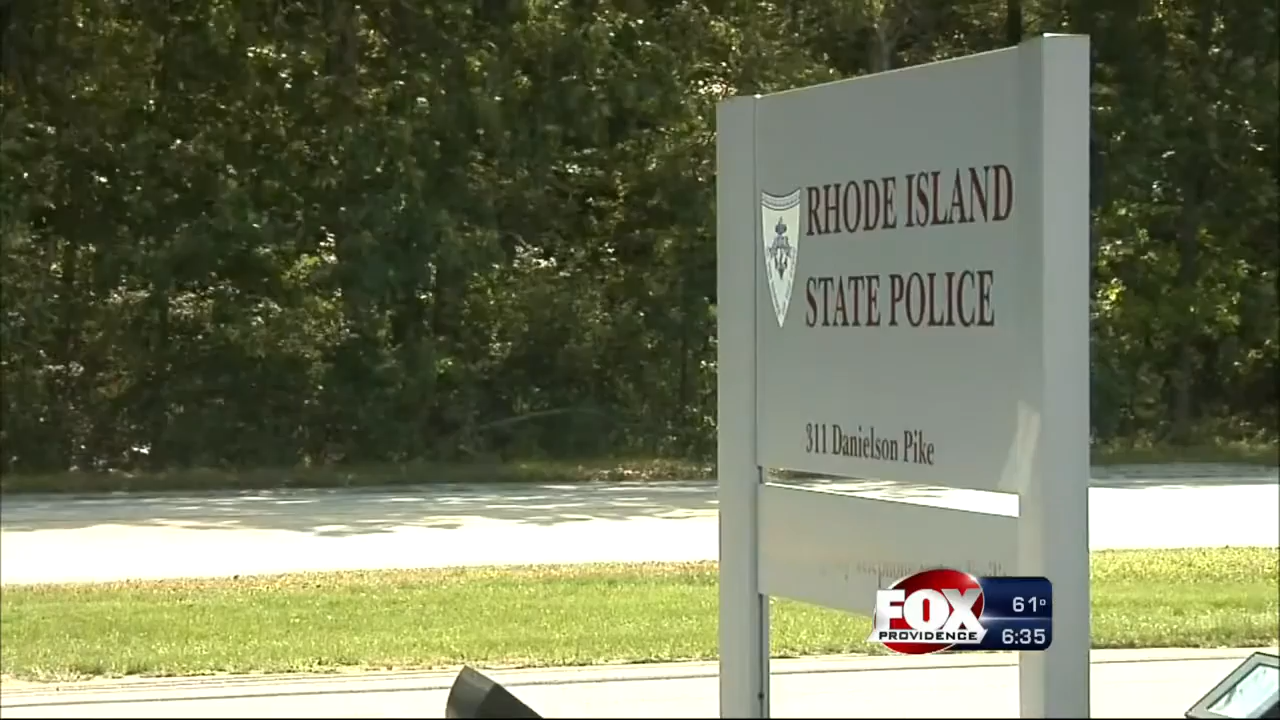 RHODE ISLAND
STATE POLICE
311 Danielson Pike
FOX
PROVIDENCE
61°
6:35